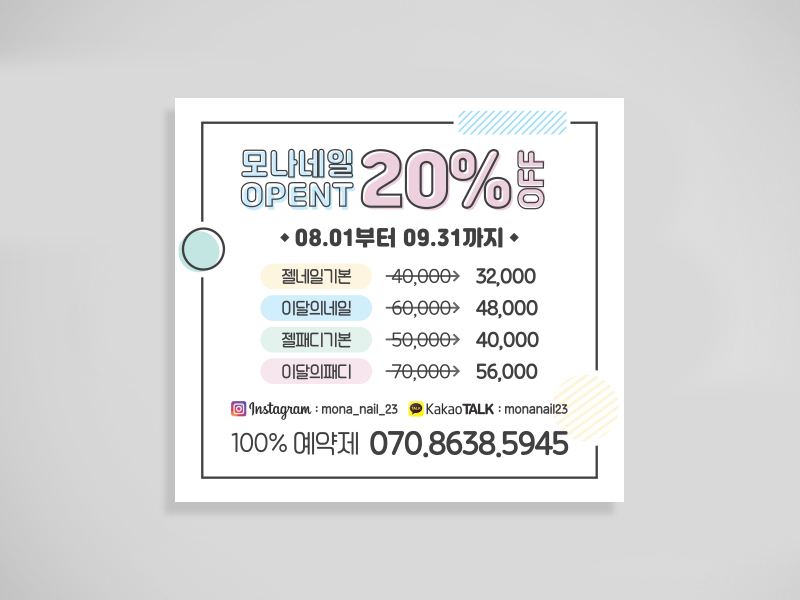 모나네일
OPENT 20% OFF
08.01부터 09.31까지
젤네일기본 40,000 → 32,000
이달의네일 60,000 → 48,000
젤패디기본 50,000 → 40,000
이달의패디 70,000 → 56,000
Instagram : mona_nail_23 TALK KakaoTALK : monanail23
100% 예약제 070.8638.5945